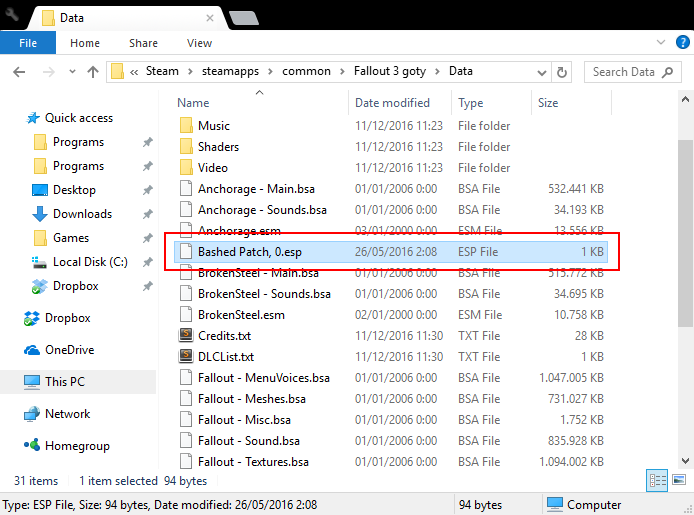 Data
File Home Share View
Steam steamapps common Fallout 3 goty Data Search Data
Name Date modified Type Size
Quick access
Programs
Programs
Desktop
Downloads
Games
Local Disk (C:)
Dropbox
Dropbox
OneDrive
This PC
Network
Homegroup
Music 11/12/2016 11:23 File folder
Shaders 11/12/2016 11:23 File folder
Video 11/12/2016 11:23 File folder
Anchorage - Main.bsa 01/01/2006 0:00 BSA File 532.441 KB
Anchorage - Sounds.bsa 01/01/2006 0:00 BSA File 34.193 KB
Anchorage.esm 03/01/2000 0:00 ESM File 13.556 KB
Bashed Patch, 0.esp 26/05/2016 2:08 ESP File 1 KB
BrokenSteel - Main.bsa 01/01/2006 0:00 BSA File 515.772 KB
BrokenSteel - Sounds.bsa 01/01/2006 0:00 BSA File 34.695 KB
BrokenSteel.esm 02/01/2000 0:00 ESM File 10.758 KB
Credits.txt 11/12/2016 11:30 TXT File 28 KB
DLCList.txt 11/12/2016 11:30 TXT File 1 KB
Fallout - MenuVoices.bsa 01/01/2006 0:00 BSA File 1.047.005 KB
Fallout - Meshes.bsa 01/01/2006 0:00 BSA File 731.027 KB
Fallout - Misc.bsa 01/01/2006 0:00 BSA File 1.752 KB
Fallout - Sound.bsa 01/01/2006 0:00 BSA File 835.928 KB
Fallout - Textures.bsa 01/01/2006 0:00 BSA File 1.094.002 KB
31 items 1 item selected 94 bytes
Type: ESP File, Size: 94 bytes, Date modified: 26/05/2016 2:08 94 bytes Computer